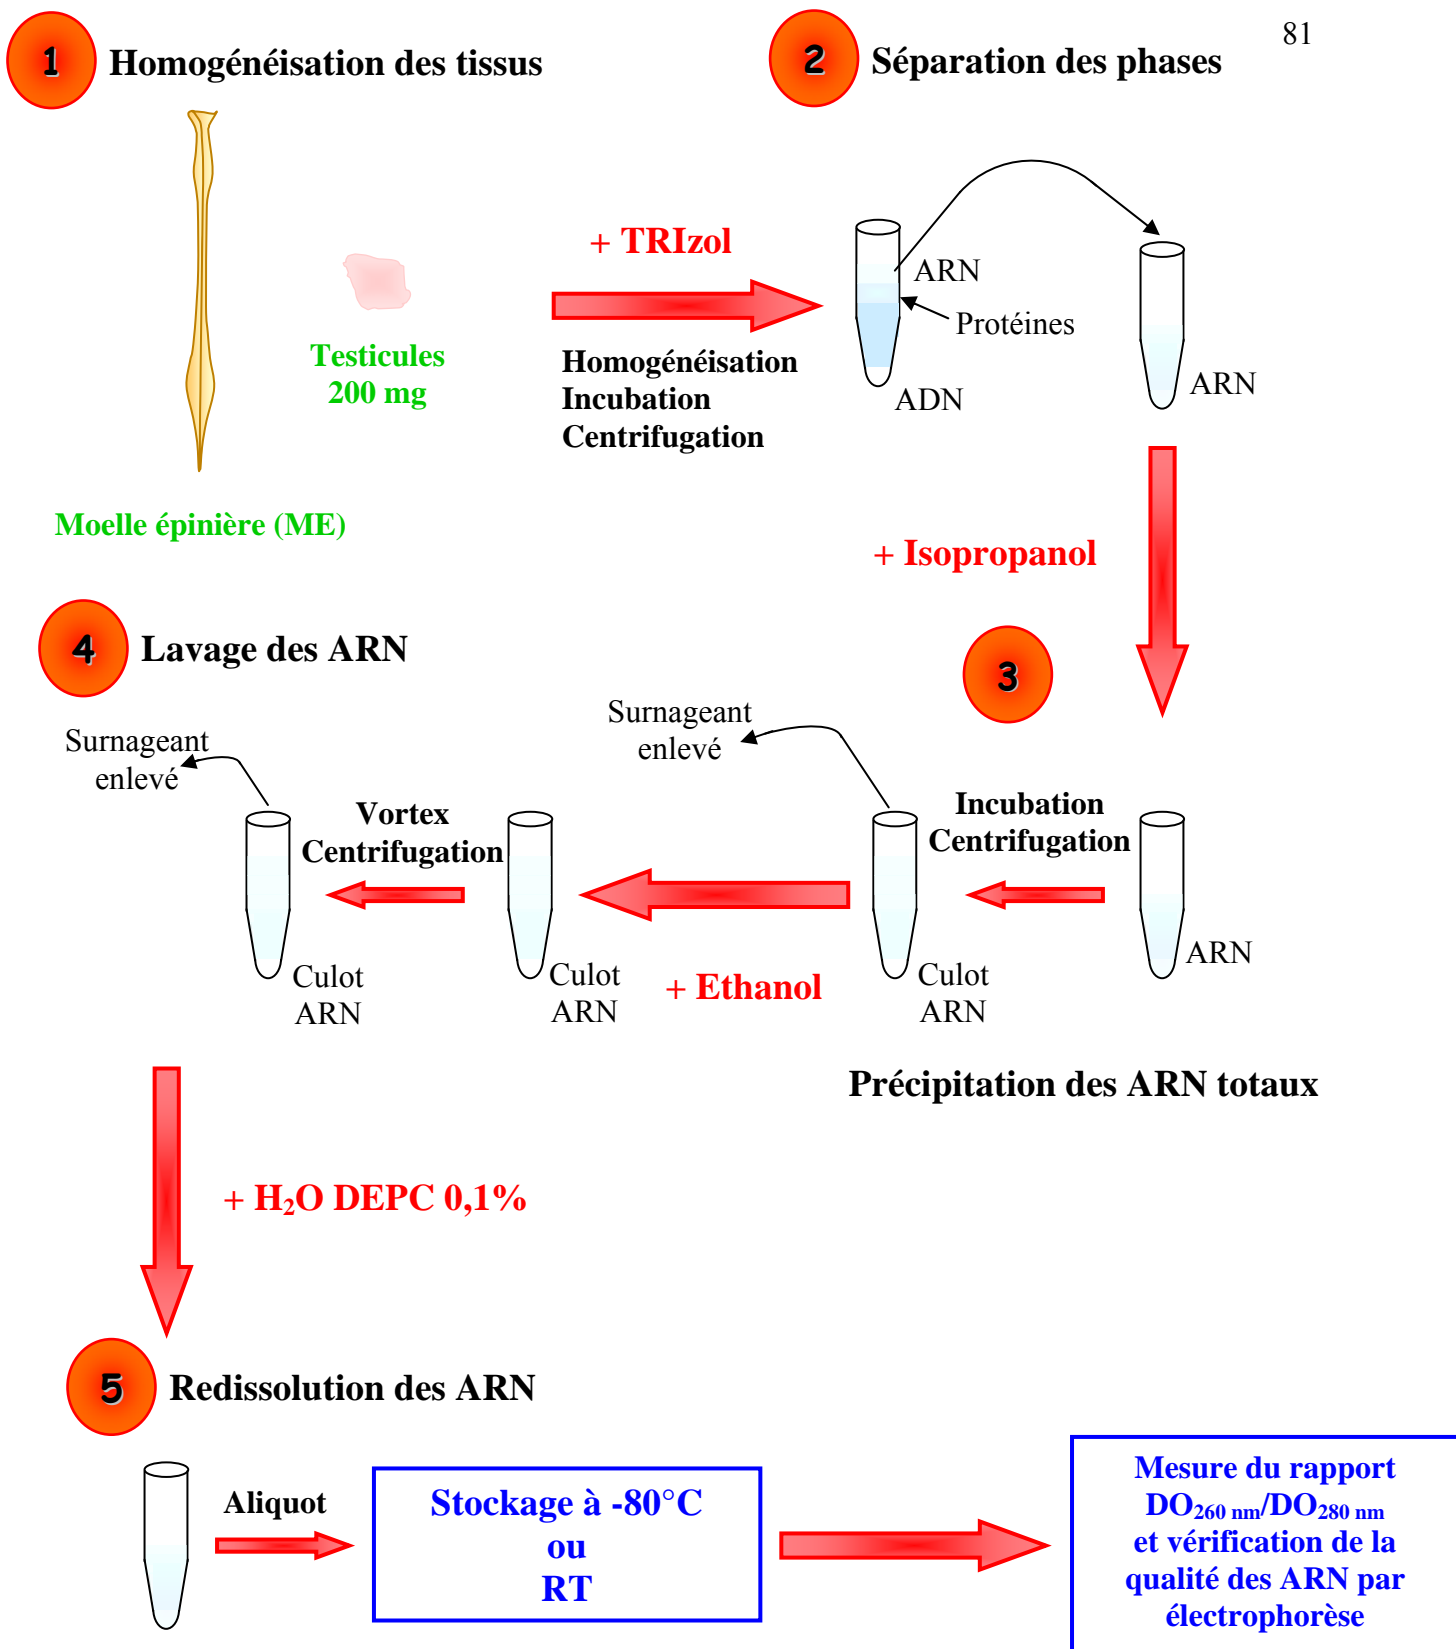 81
1 Homogénéisation des tissus
2 Séparation des phases
+ TRIzol
ARN
Protéines
ADN
ARN
Testicules
200 mg
Homogénéisation
Incubation
Centrifugation
Moelle épinière (ME)
+ Isopropanol
3
Surnageant
enlevé
Incubation
Centrifugation
ARN
Culot
ARN
Précipitation des ARN totaux
+ Ethanol
4 Lavage des ARN
Surnageant
enlevé
Vortex
Centrifugation
Culot
ARN
Culot
ARN
+ H₂O DEPC 0,1%
5 Redissolution des ARN
Aliquot
Stockage à -80°C
ou
RT
Mesure du rapport
DO260 nm/DO280 nm
et vérification de la
qualité des ARN par
électrophorèse